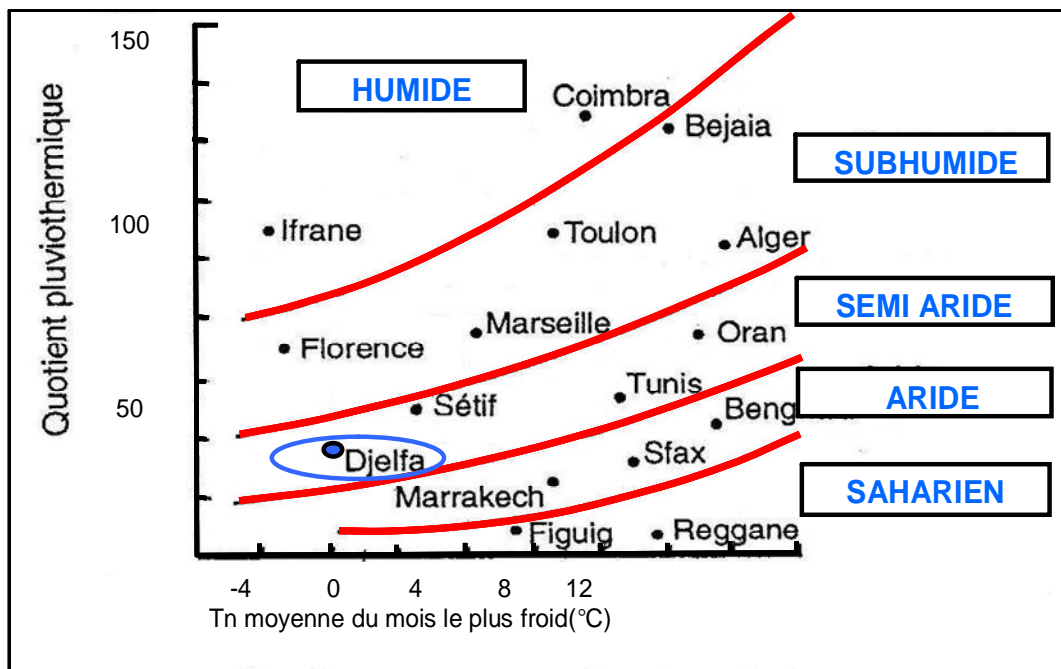 150
HUMIDE
Coimbra
Bejaia
SUBHUMIDE
Quotient pluviothermique
100
Ifrane
Toulon
Alger
SEMI ARIDE
Marseille
Oran
Florence
Tunis
ARIDE
50
Sétif
Djelfa
Sfax
Marrakech
SAHARIEN
Figuig
Reggane
-4 0 4 8 12
Tn moyenne du mois le plus froid(°C)